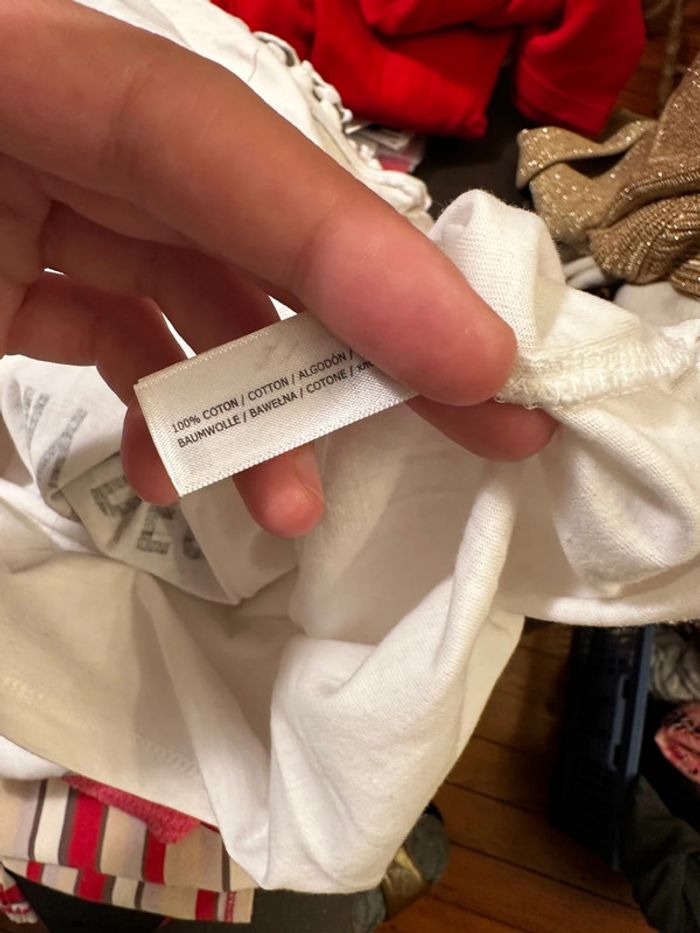 100% COTON / COTTON / ALGODÓN /
BAUMWOLLE / BAWEŁNA / COTONE /